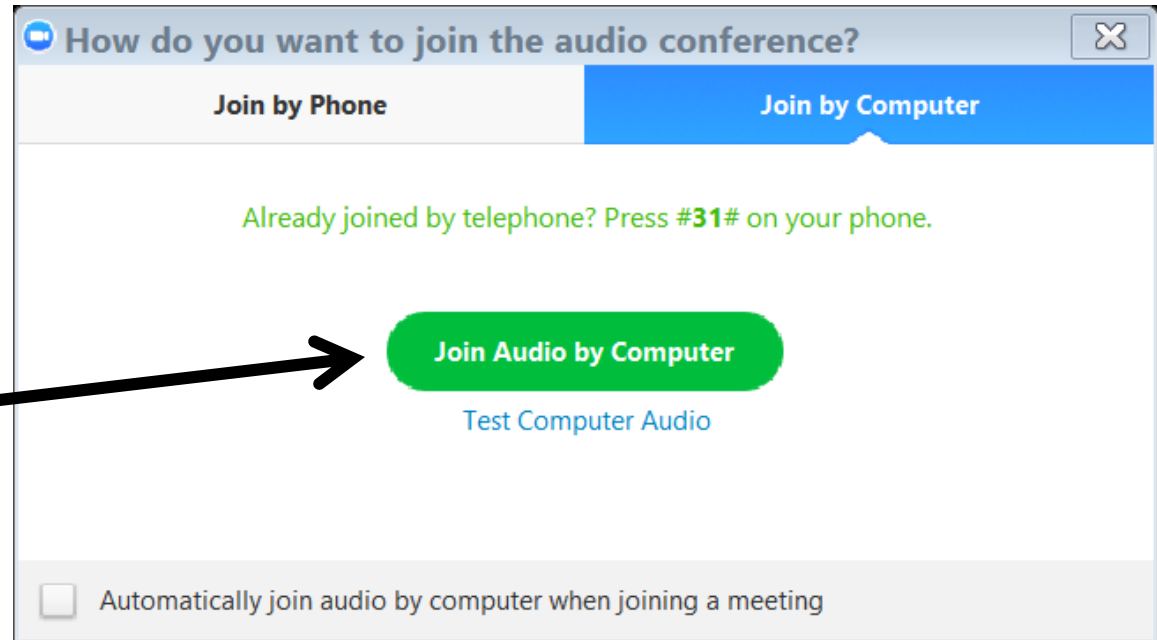 How do you want to join the audio conference?
Join by Phone
Join by Computer
Already joined by telephone? Press #31# on your phone.
Join Audio by Computer
Test Computer Audio
Automatically join audio by computer when joining a meeting